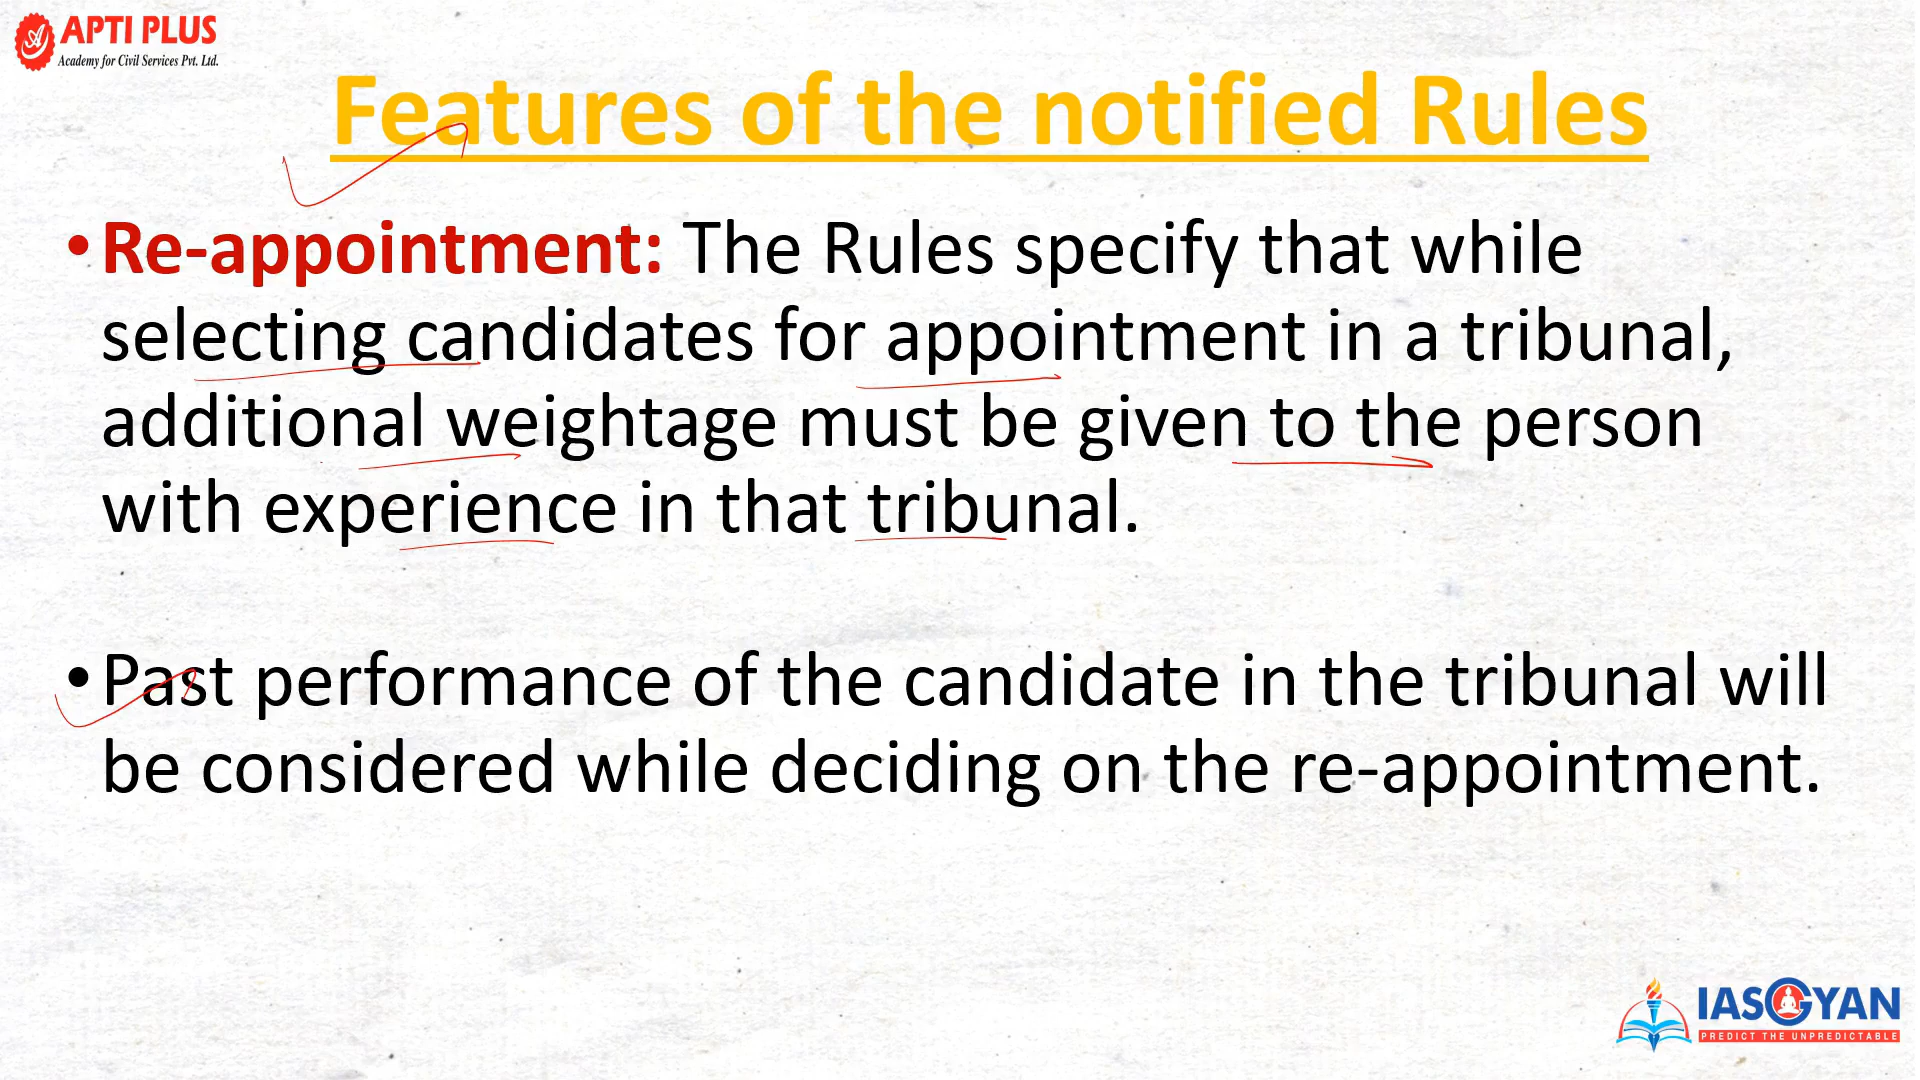 APTI PLUS
Academy for Civil Services Pvt. Ltd.
Features of the notified Rules
• Re-appointment: The Rules specify that while
selecting candidates for appointment in a tribunal,
additional weightage must be given to the person
with experience in that tribunal.
• Past performance of the candidate in the tribunal will
be considered while deciding on the re-appointment.
IASGYAN
PREDICT THE UNPREDICTABLE